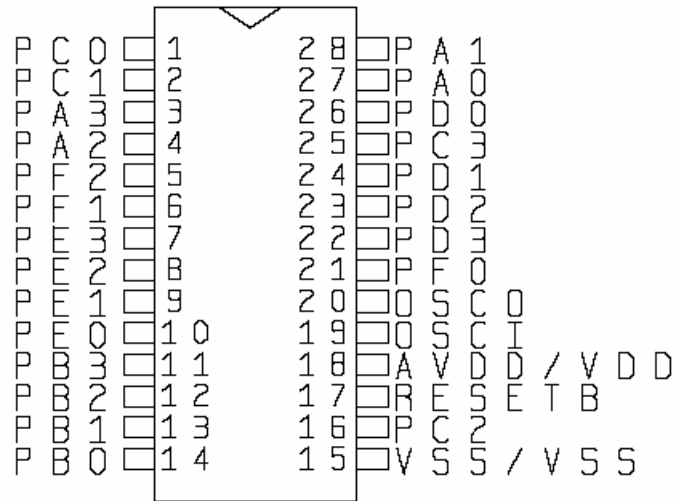 PC0 1 28 PA1
PC1 2 27 PA0
PA3 3 26 PD0
PA2 4 25 PC3
PF2 5 24 PD1
PF1 6 23 PD2
PE3 7 22 PD3
PE2 8 21 PF0
PE1 9 20 OSCO
PE0 10 19 OSCI
PB3 11 18 AVDD/VDD
PB2 12 17 RESETB
PB1 13 16 PC2
PB0 14 15 VSS/VSS